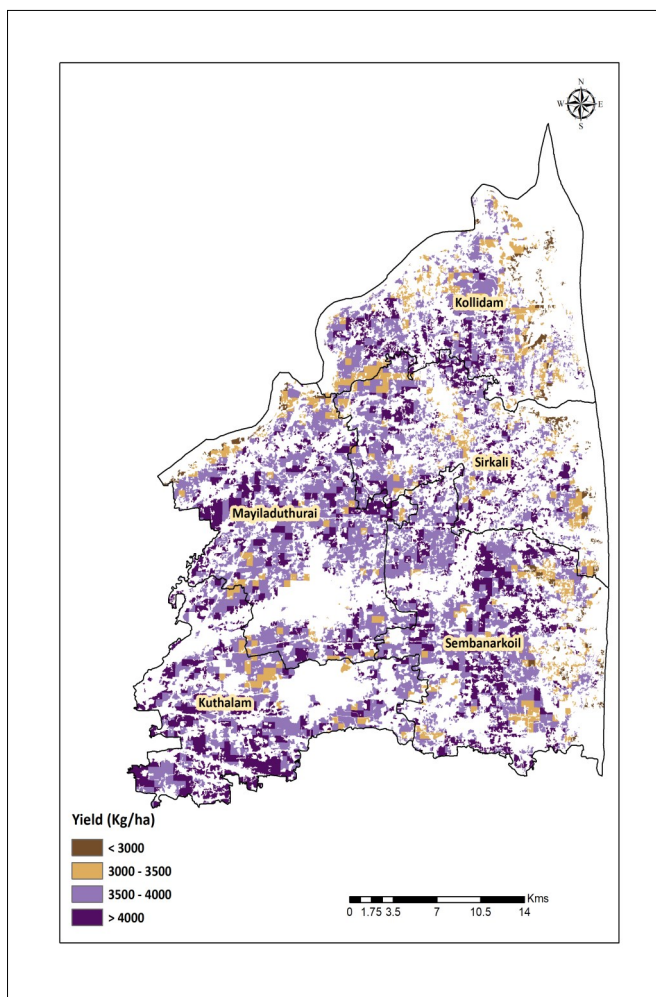 N
W E
S
Kollidam
Sirkali
Mayiladuthurai
Sembanarkoil
Kuthalam
Yield (Kg/ha)
< 3000
3000 - 3500
3500 - 4000
> 4000
Kms
0 1.75 3.5 7 10.5 14